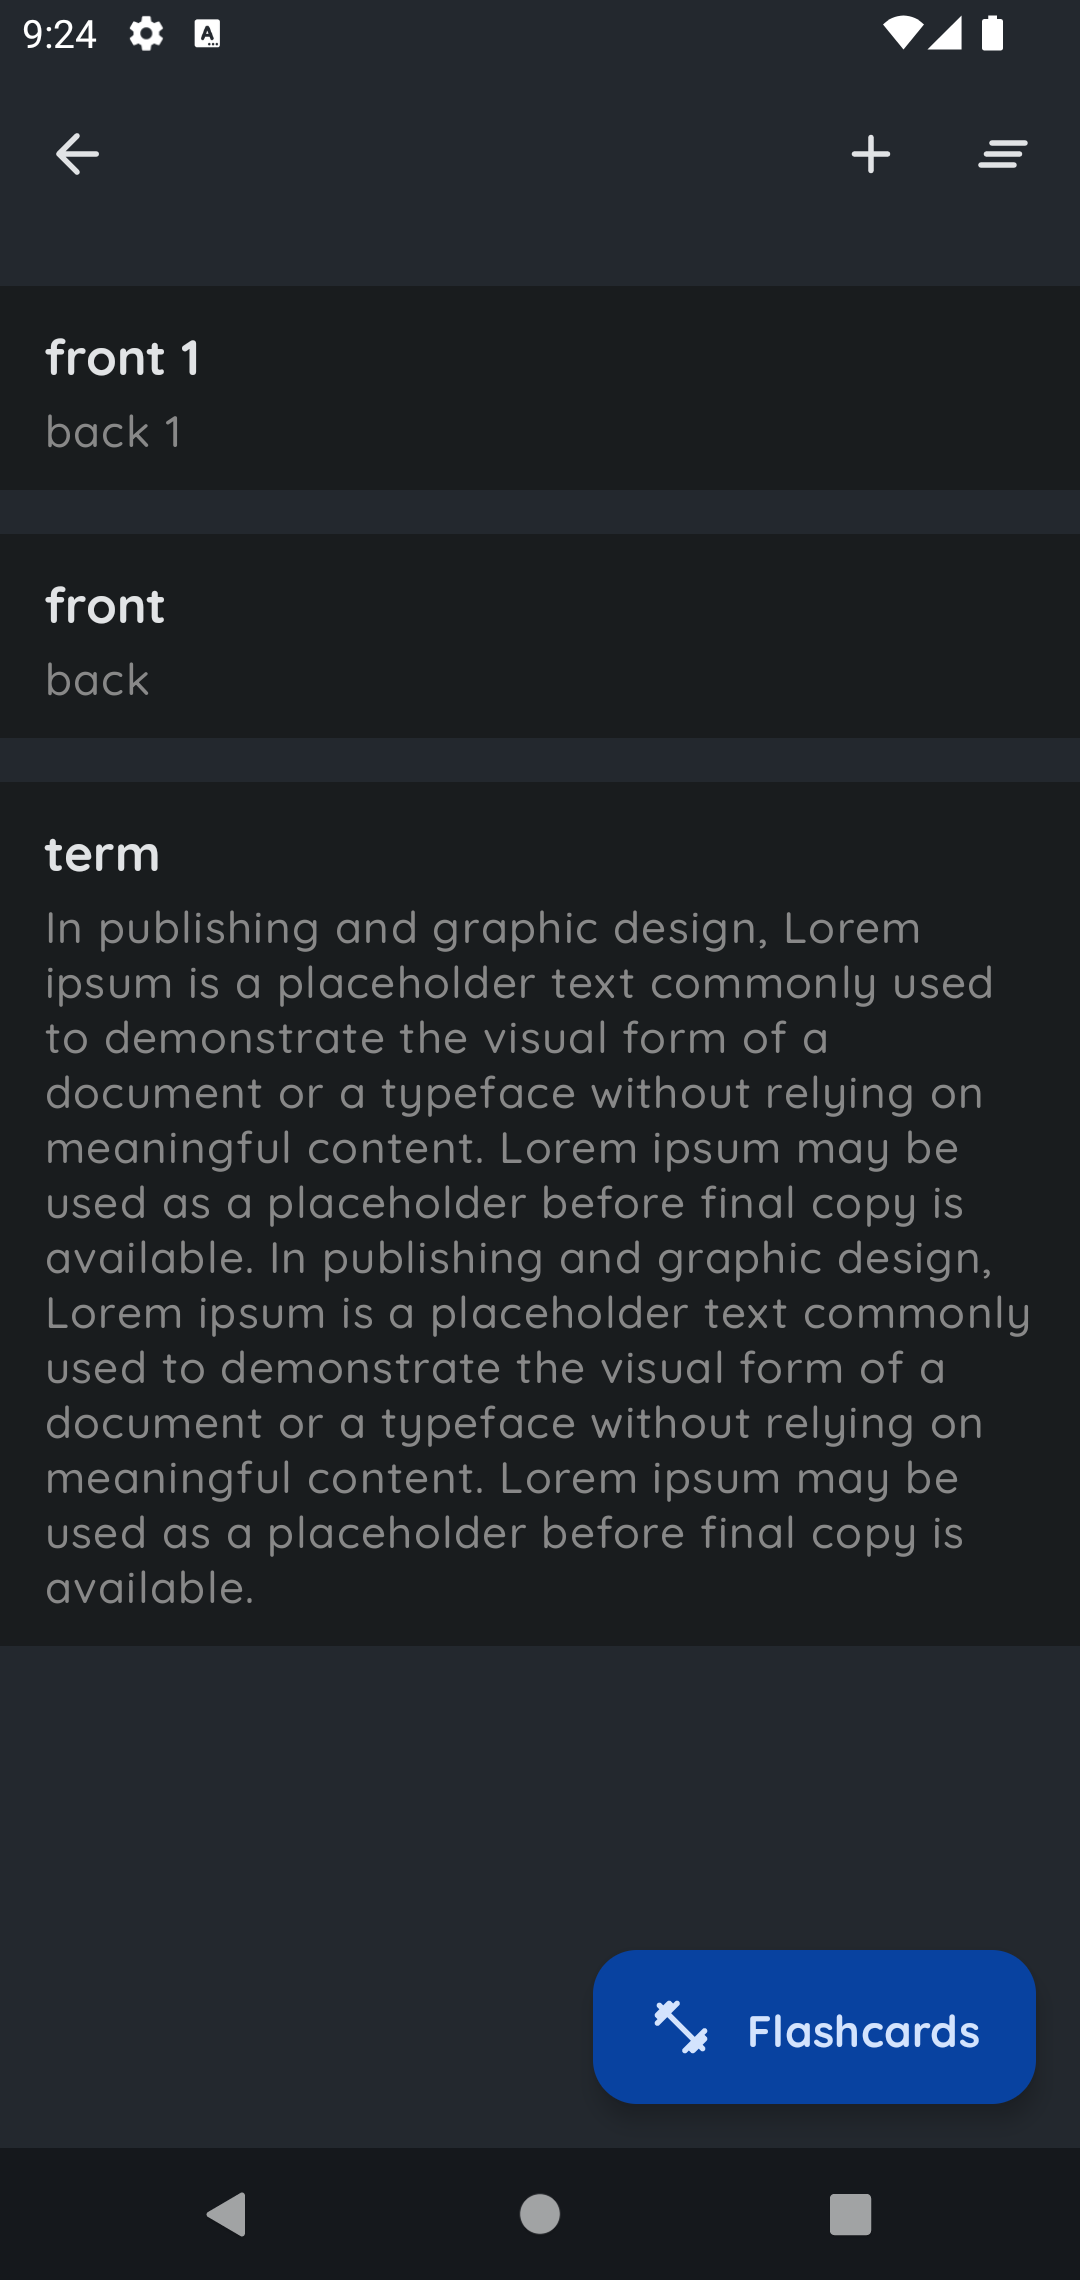 9:24
front 1
back 1
front
back
term
In publishing and graphic design, Lorem
ipsum is a placeholder text commonly used
to demonstrate the visual form of a
document or a typeface without relying on
meaningful content. Lorem ipsum may be
used as a placeholder before final copy is
available. In publishing and graphic design,
Lorem ipsum is a placeholder text commonly
used to demonstrate the visual form of a
document or a typeface without relying on
meaningful content. Lorem ipsum may be
used as a placeholder before final copy is
available.
Flashcards